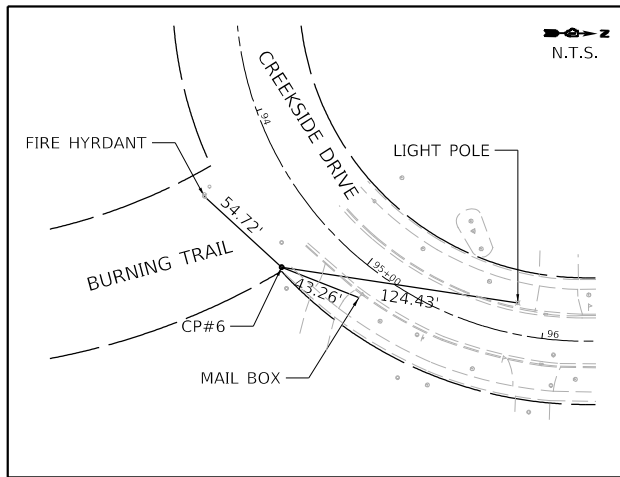 Z
N.T.S.
CREEKSIDE DRIVE
94
FIRE HYRDANT
LIGHT POLE
54.72'
BURNING TRAIL
95+00
43.26'
124.43'
CP#6
96
MAIL BOX